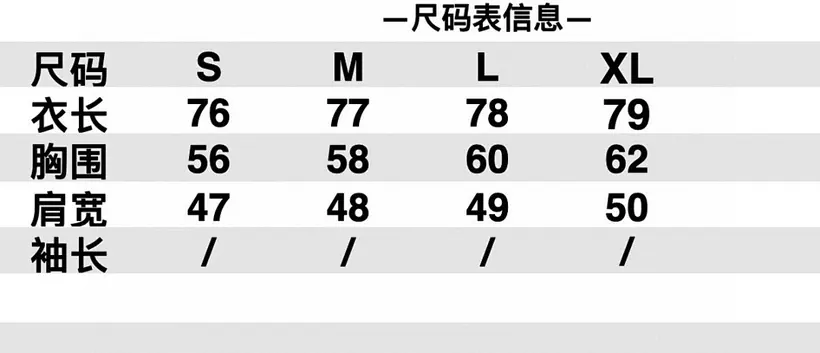 —尺码表信息—
尺码 S M L XL
衣长 76 77 78 79
胸围 56 58 60 62
肩宽 47 48 49 50
袖长 / / / /